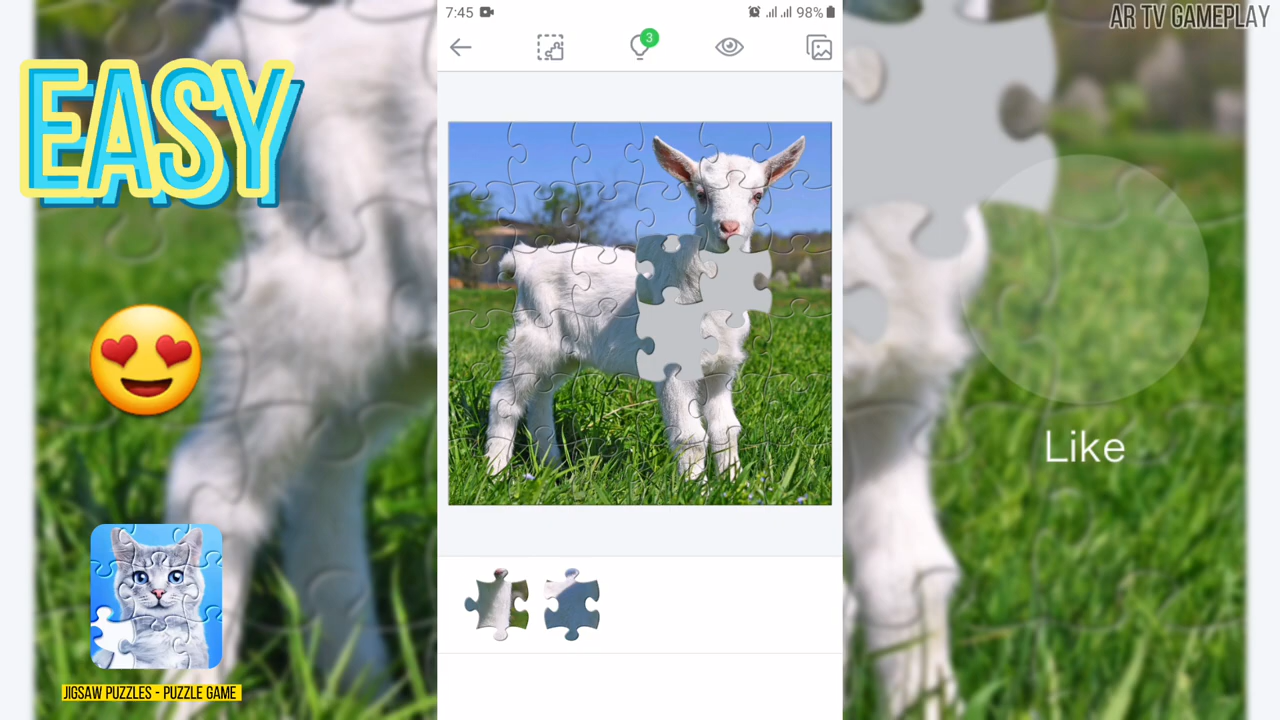 7:45
98%
3
AR TV GAMEPLAY
EASY
Like
JIGSAW PUZZLES - PUZZLE GAME